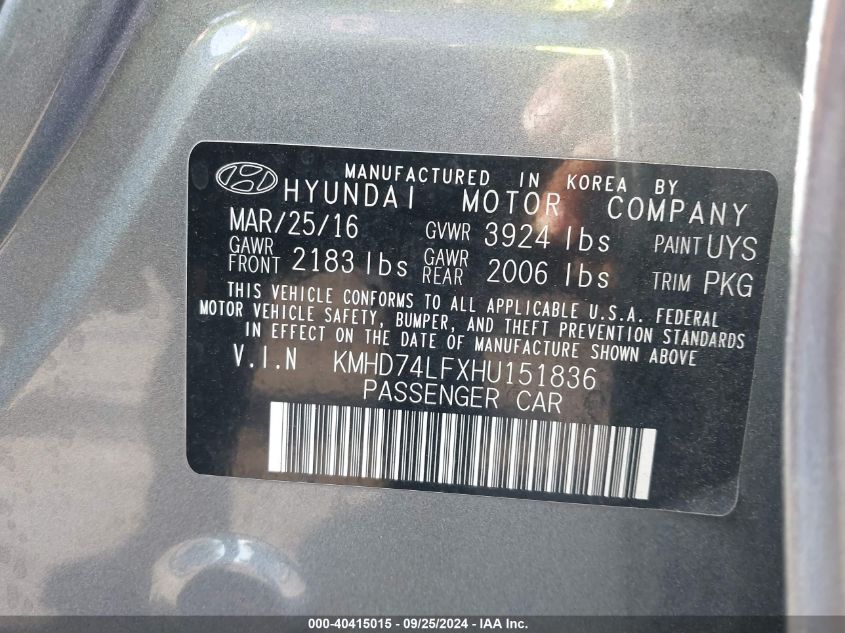 MANUFACTURED IN KOREA BY
HYUNDAI MOTOR COMPANY
MAR/25/16 GVWR 3924 lbs PAINT UYS
GAWR FRONT 2183 lbs GAWR REAR 2006 lbs TRIM PKG
THIS VEHICLE CONFORMS TO ALL APPLICABLE U.S.A. FEDERAL
MOTOR VEHICLE SAFETY, BUMPER, AND THEFT PREVENTION STANDARDS
IN EFFECT ON THE DATE OF MANUFACTURE SHOWN ABOVE
V.I.N KMHD74LFXHU151836
PASSENGER CAR
000-40415015 - 09/25/2024 - IAA Inc.